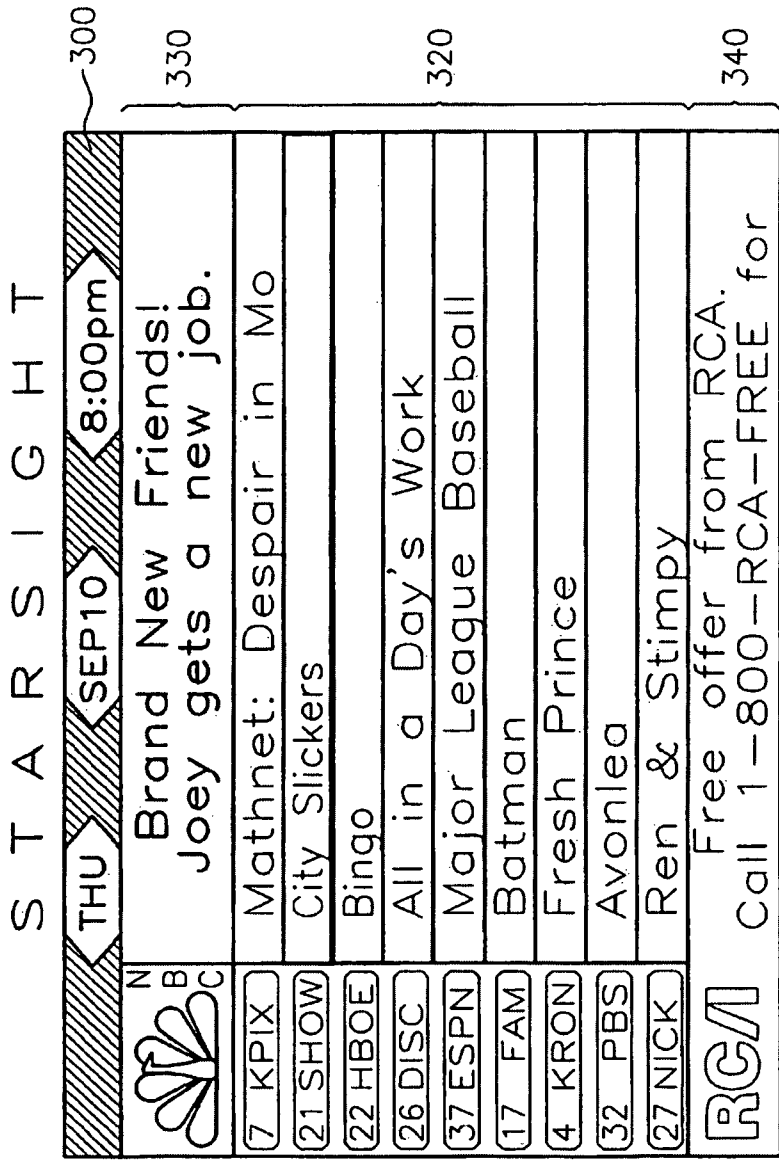 S T A R S I G H T
THU SEP10 8:00pm 300
N B C Brand New Friends!
Joey gets a new job. 330
7 KPIX Mathnet: Despair in Mo
21 SHOW City Slickers
22 HBOE Bingo
26 DISC All in a Day's Work
37 ESPN Major League Baseball 320
17 FAM Batman
4 KRON Fresh Prince
32 PBS Avonlea
27 NICK Ren & Stimpy
RCA Free offer from RCA.
Call 1-800-RCA-FREE for 340